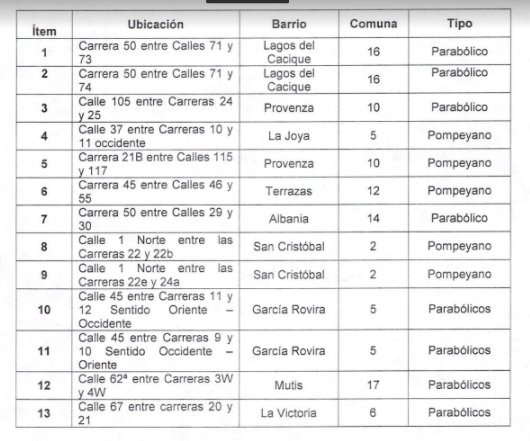 Ítem Ubicación Barrio Comuna Tipo
1 Carrera 50 entre Calles 71 y 73 Lagos del Cacique 16 Parabólico
2 Carrera 50 entre Calles 71 y 74 Lagos del Cacique 16 Parabólico
3 Calle 105 entre Carreras 24 y 25 Provenza 10 Parabólico
4 Calle 37 entre Carreras 10 y 11 occidente La Joya 5 Pompeyano
5 Carrera 21B entre Calles 115 y 117 Provenza 10 Pompeyano
6 Carrera 45 entre Calles 46 y 55 Terrazas 12 Pompeyano
7 Carrera 50 entre Calles 29 y 30 Albania 14 Parabólico
8 Calle 1 Norte entre las Carreras 22 y 22b San Cristóbal 2 Pompeyano
9 Calle 1 Norte entre las Carreras 22e y 24a San Cristóbal 2 Pompeyano
10 Calle 45 entre Carreras 11 y 12 Sentido Oriente – Occidente García Rovira 5 Parabólicos
11 Calle 45 entre Carreras 9 y 10 Sentido Occidente – Oriente García Rovira 5 Parabólicos
12 Calle 62ª entre Carreras 3W y 4W Mutis 17 Parabólicos
13 Calle 67 entre carreras 20 y 21 La Victoria 6 Parabólicos